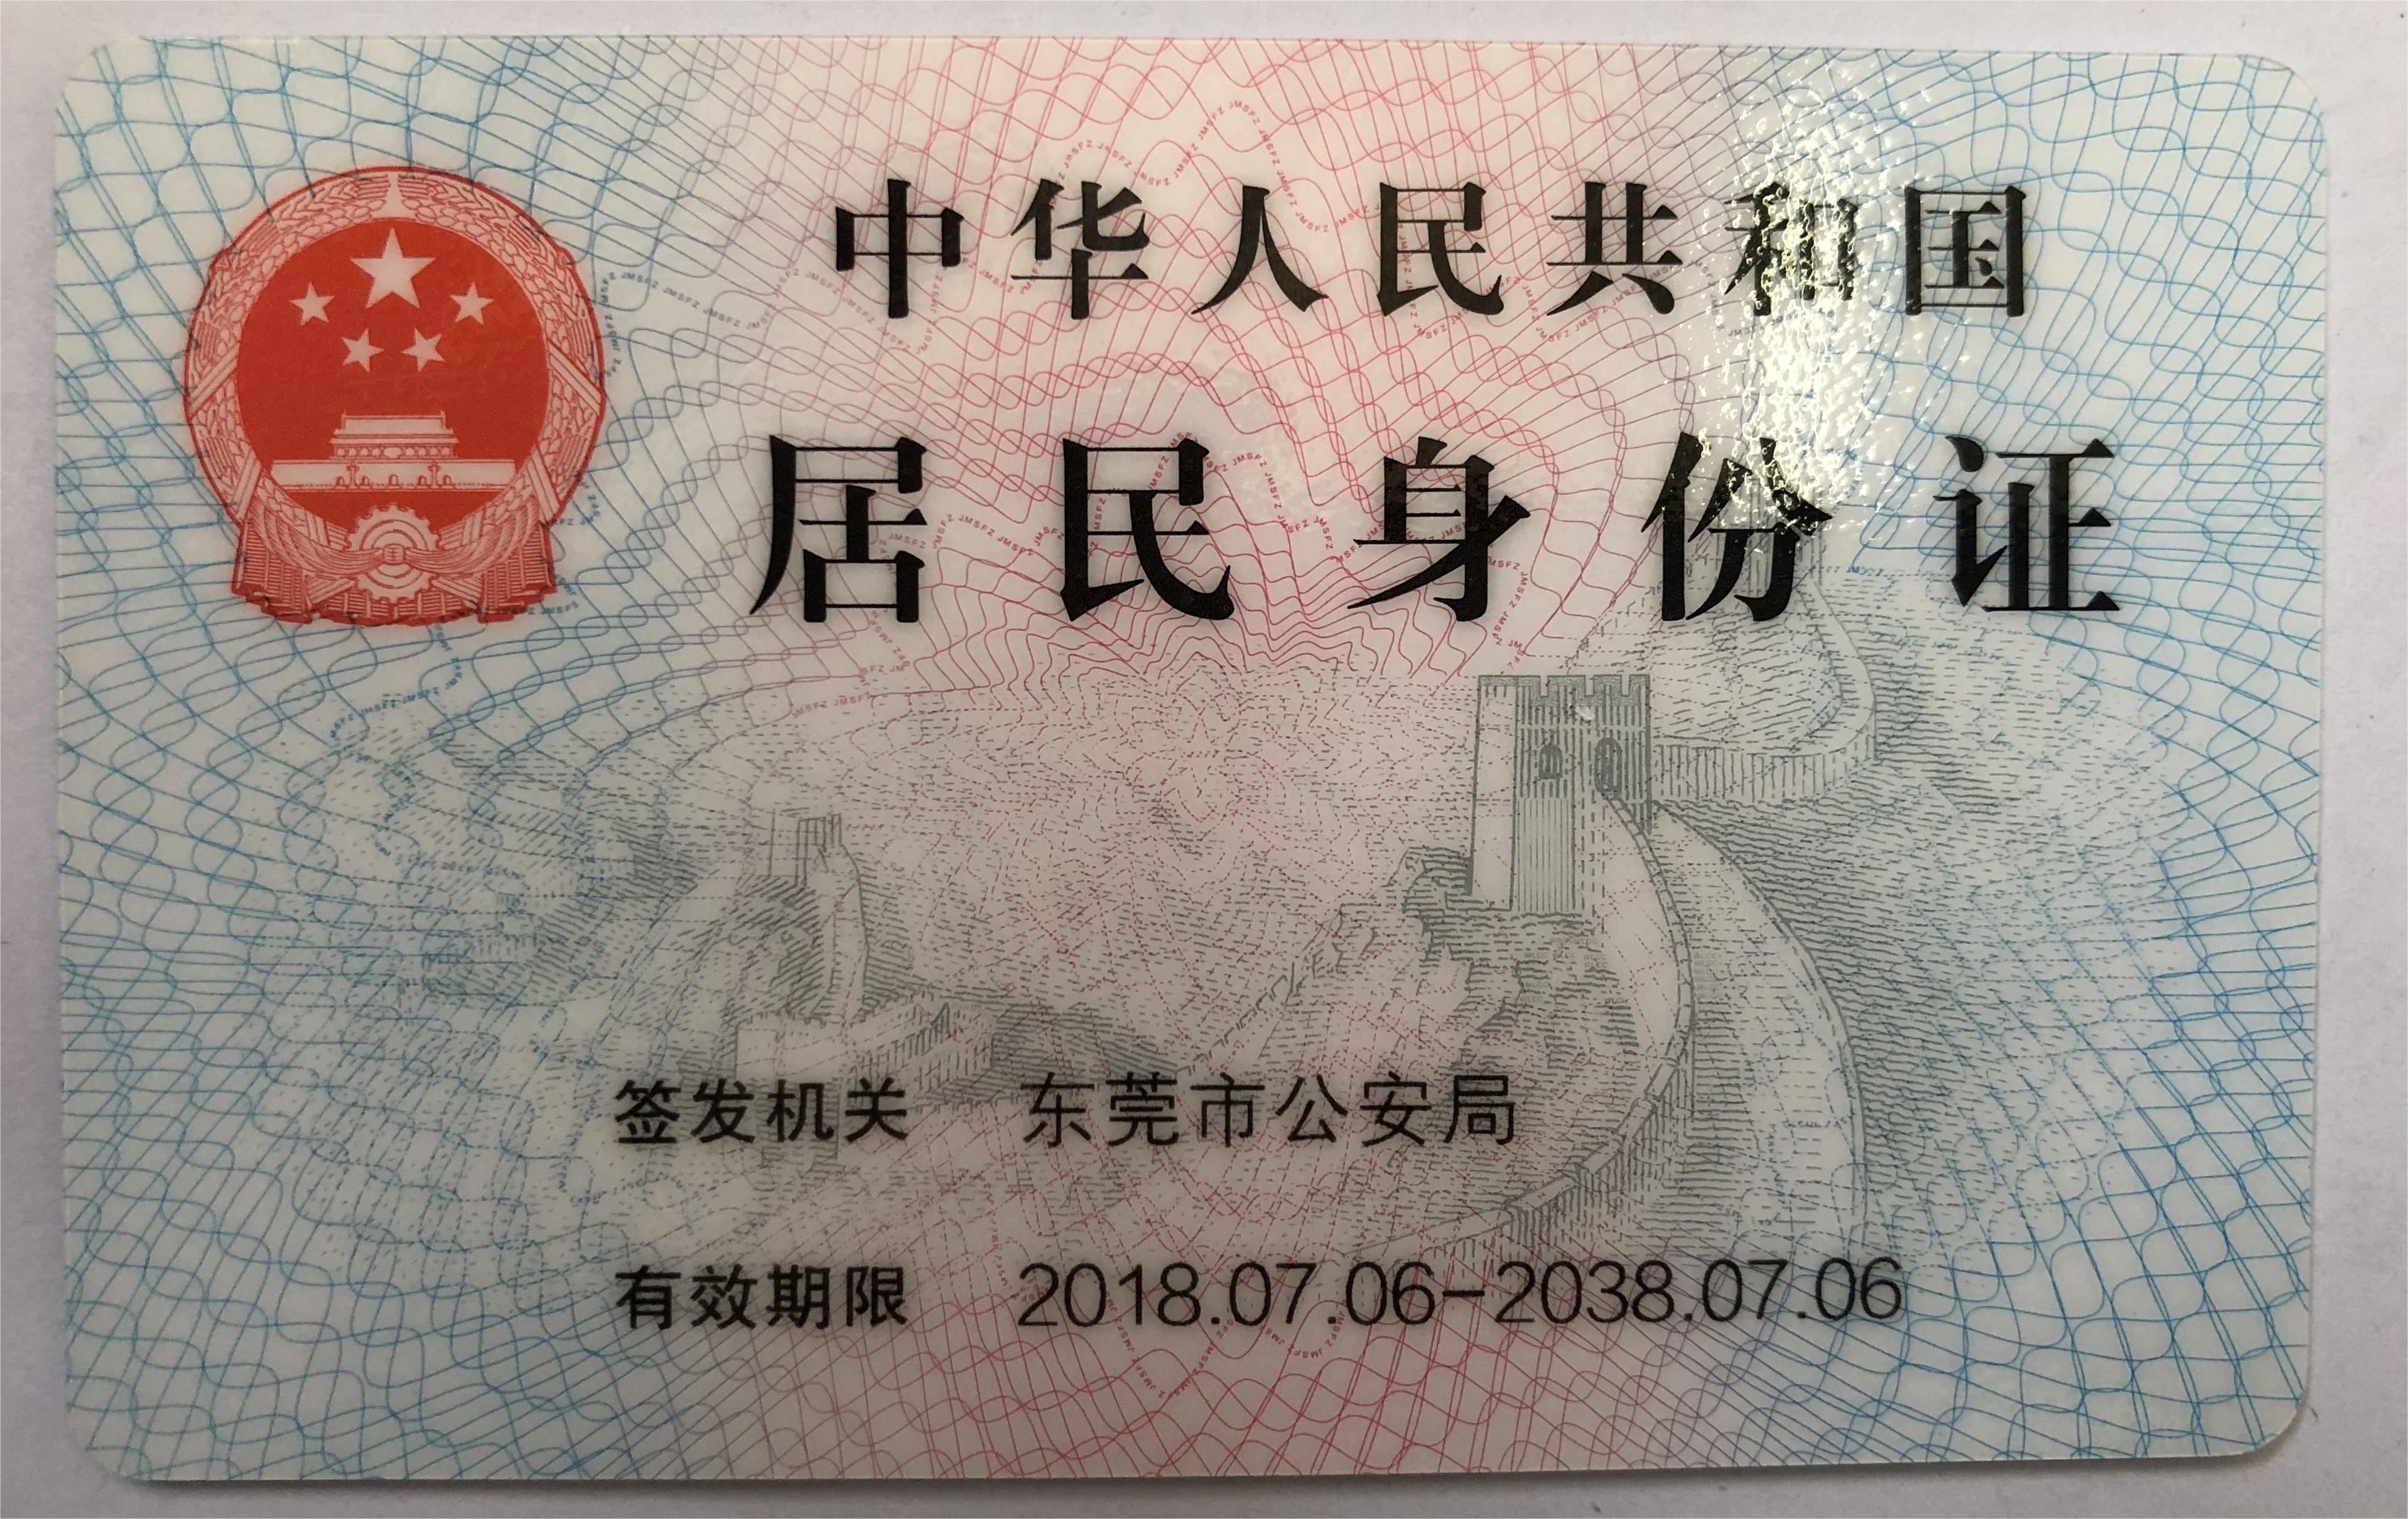 中华人民共和国
居民身份证
签发机关 东莞市公安局
有效期限 2018.07.06-2038.07.06